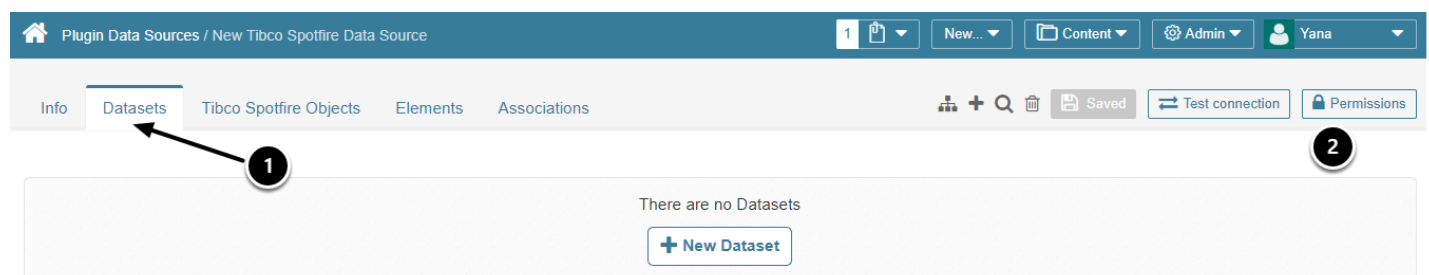 Plugin Data Sources / New Tibco Spotfire Data Source 1 New... Content Admin Yana
Info Datasets Tibco Spotfire Objects Elements Associations Saved Test connection Permissions
1
2
There are no Datasets
New Dataset